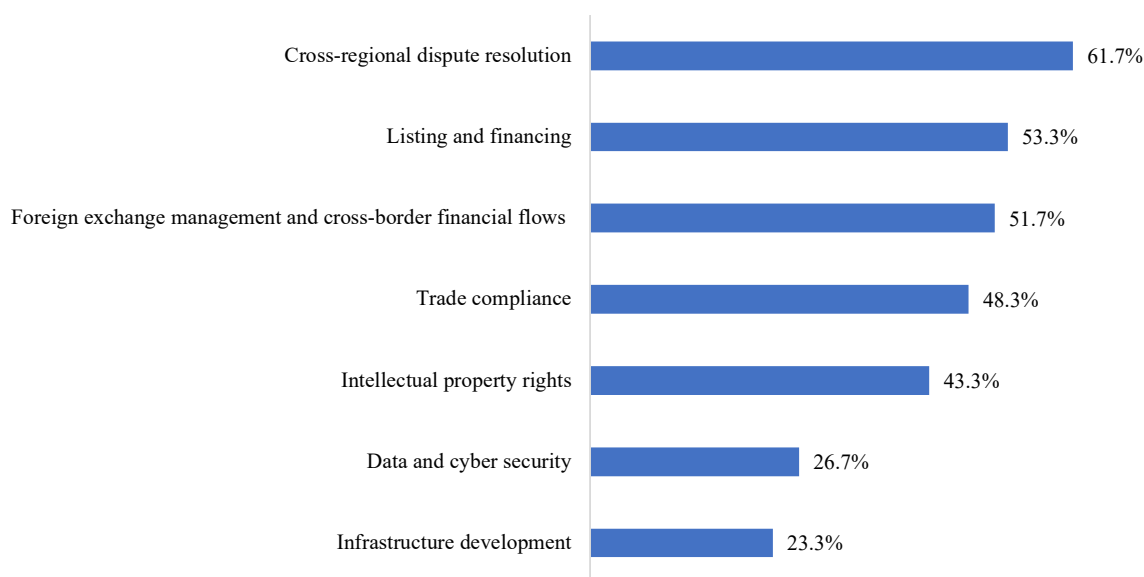 Cross-regional dispute resolution 61.7%
Listing and financing 53.3%
Foreign exchange management and cross-border financial flows 51.7%
Trade compliance 48.3%
Intellectual property rights 43.3%
Data and cyber security 26.7%
Infrastructure development 23.3%